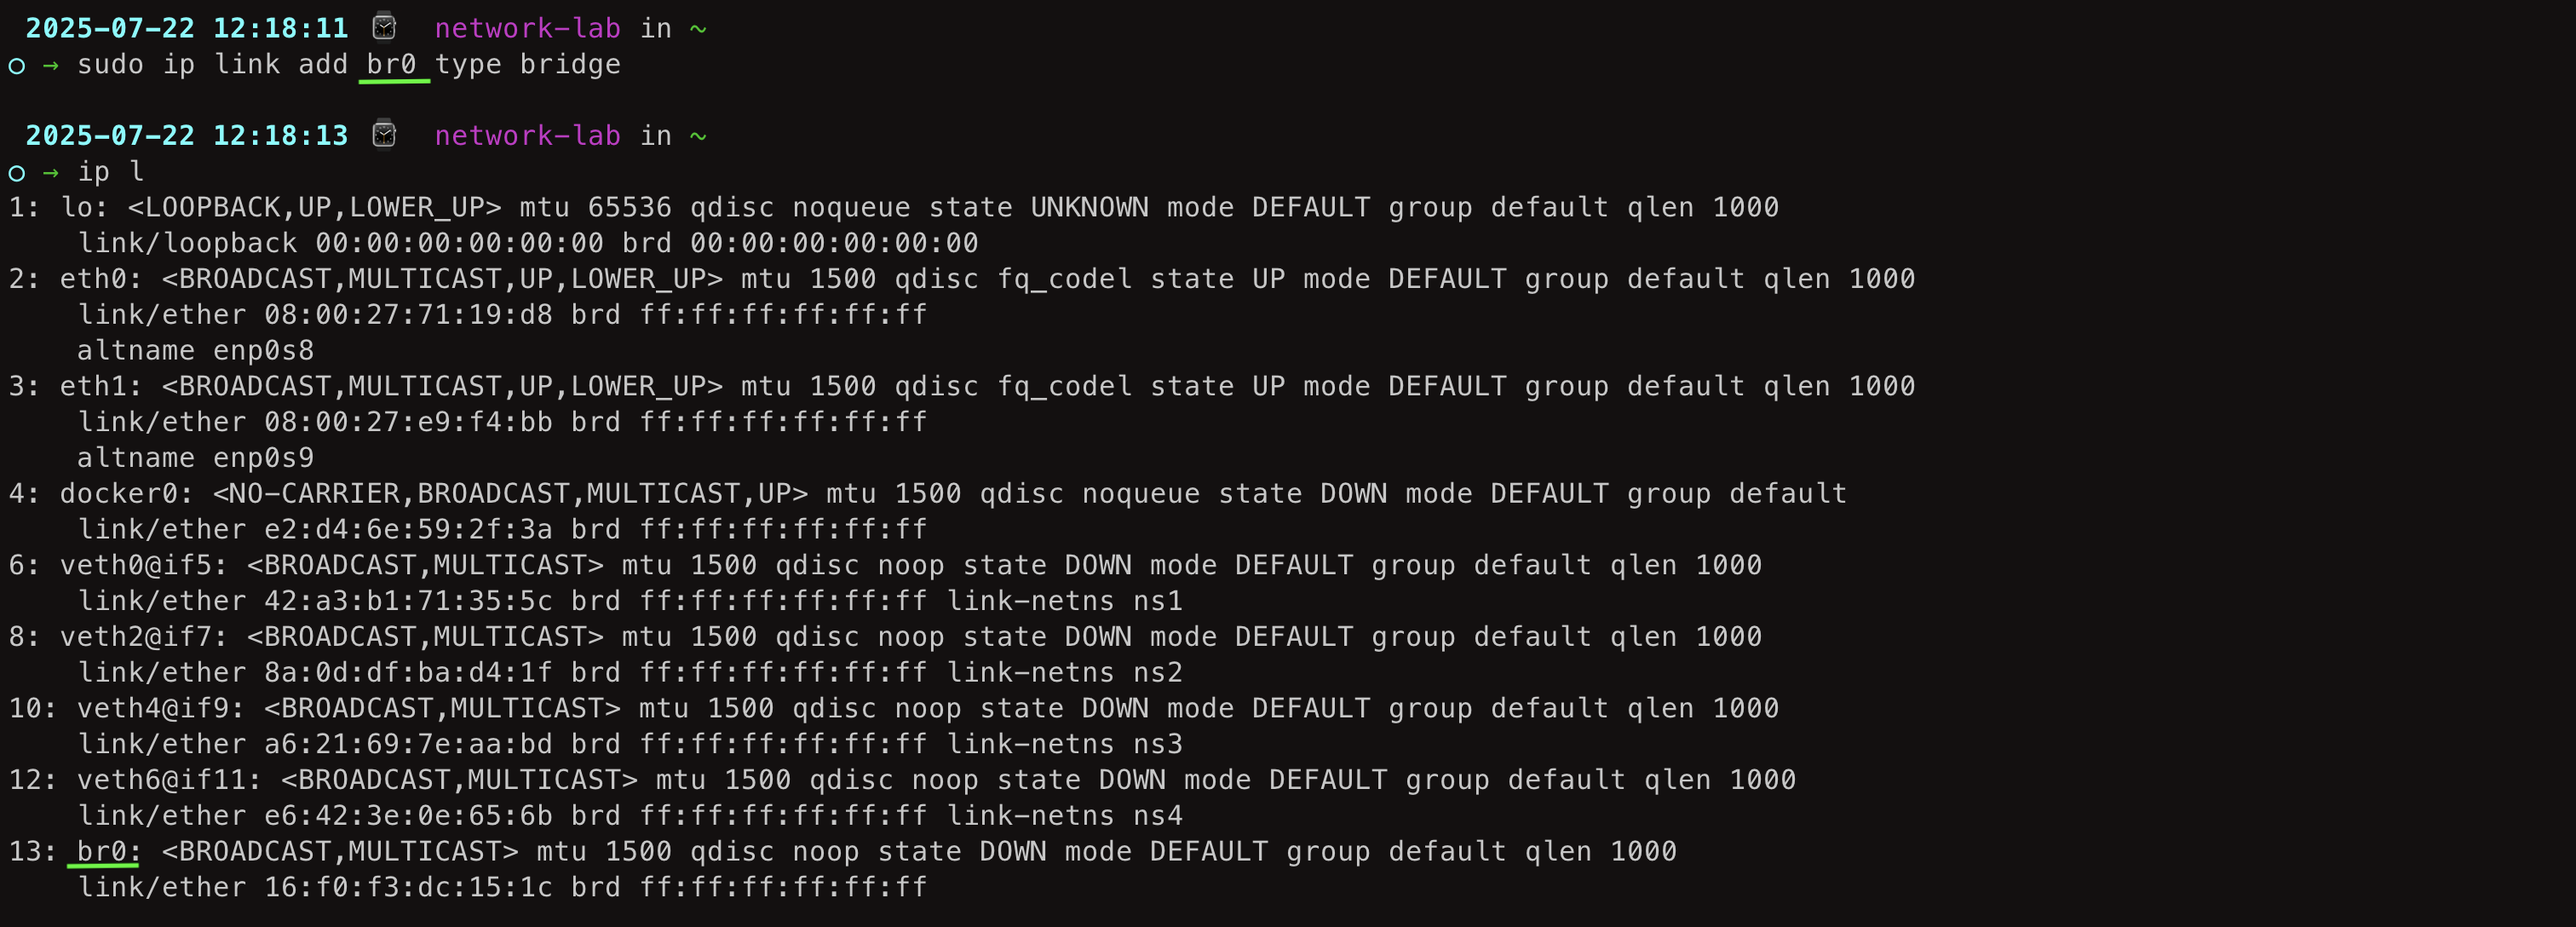 2025-07-22 12:18:11 ⌚ network-lab in ~
○ → sudo ip link add br0 type bridge
2025-07-22 12:18:13 ⌚ network-lab in ~
○ → ip l
1: lo: <LOOPBACK,UP,LOWER_UP> mtu 65536 qdisc noqueue state UNKNOWN mode DEFAULT group default qlen 1000
link/loopback 00:00:00:00:00:00 brd 00:00:00:00:00:00
2: eth0: <BROADCAST,MULTICAST,UP,LOWER_UP> mtu 1500 qdisc fq_codel state UP mode DEFAULT group default qlen 1000
link/ether 08:00:27:71:19:d8 brd ff:ff:ff:ff:ff:ff
altname enp0s8
3: eth1: <BROADCAST,MULTICAST,UP,LOWER_UP> mtu 1500 qdisc fq_codel state UP mode DEFAULT group default qlen 1000
link/ether 08:00:27:e9:f4:bb brd ff:ff:ff:ff:ff:ff
altname enp0s9
4: docker0: <NO-CARRIER,BROADCAST,MULTICAST,UP> mtu 1500 qdisc noqueue state DOWN mode DEFAULT group default
link/ether e2:d4:6e:59:2f:3a brd ff:ff:ff:ff:ff:ff
6: veth0@if5: <BROADCAST,MULTICAST> mtu 1500 qdisc noop state DOWN mode DEFAULT group default qlen 1000
link/ether 42:a3:b1:71:35:5c brd ff:ff:ff:ff:ff:ff link-netns ns1
8: veth2@if7: <BROADCAST,MULTICAST> mtu 1500 qdisc noop state DOWN mode DEFAULT group default qlen 1000
link/ether 8a:0d:df:ba:d4:1f brd ff:ff:ff:ff:ff:ff link-netns ns2
10: veth4@if9: <BROADCAST,MULTICAST> mtu 1500 qdisc noop state DOWN mode DEFAULT group default qlen 1000
link/ether a6:21:69:7e:aa:bd brd ff:ff:ff:ff:ff:ff link-netns ns3
12: veth6@if11: <BROADCAST,MULTICAST> mtu 1500 qdisc noop state DOWN mode DEFAULT group default qlen 1000
link/ether e6:42:3e:0e:65:6b brd ff:ff:ff:ff:ff:ff link-netns ns4
13: br0: <BROADCAST,MULTICAST> mtu 1500 qdisc noop state DOWN mode DEFAULT group default qlen 1000
link/ether 16:f0:f3:dc:15:1c brd ff:ff:ff:ff:ff:ff